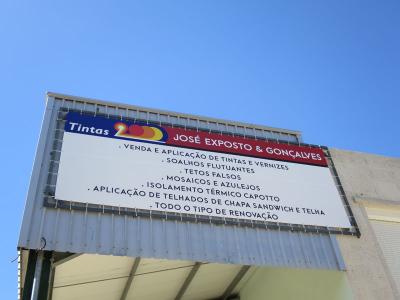 Tintas 2000 JOSÉ EXPOSTO & GONÇALVES
. VENDA E APLICAÇÃO DE TINTAS E VERNIZES
. SOALHOS FLUTUANTES
. TETOS FALSOS
. MOSAICOS E AZULEJOS
. ISOLAMENTO TÉRMICO CAPOTTO
. APLICAÇÃO DE TELHADOS DE CHAPA SANDWICH E TELHA
. TODO O TIPO DE RENOVAÇÃO